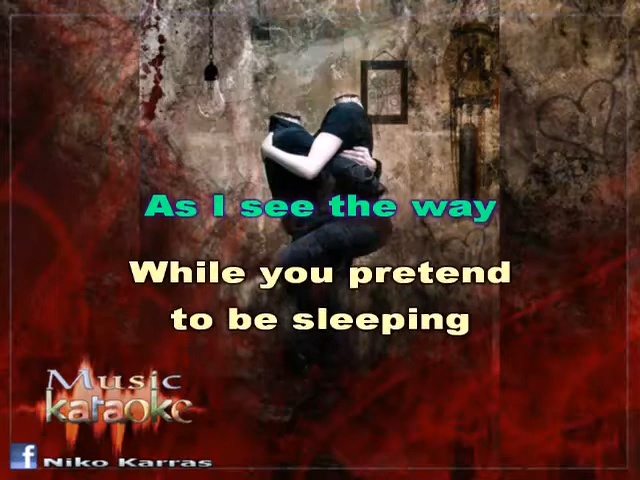 As I see the way
While you pretend
to be sleeping
Music
karaoke
f Niko Karras